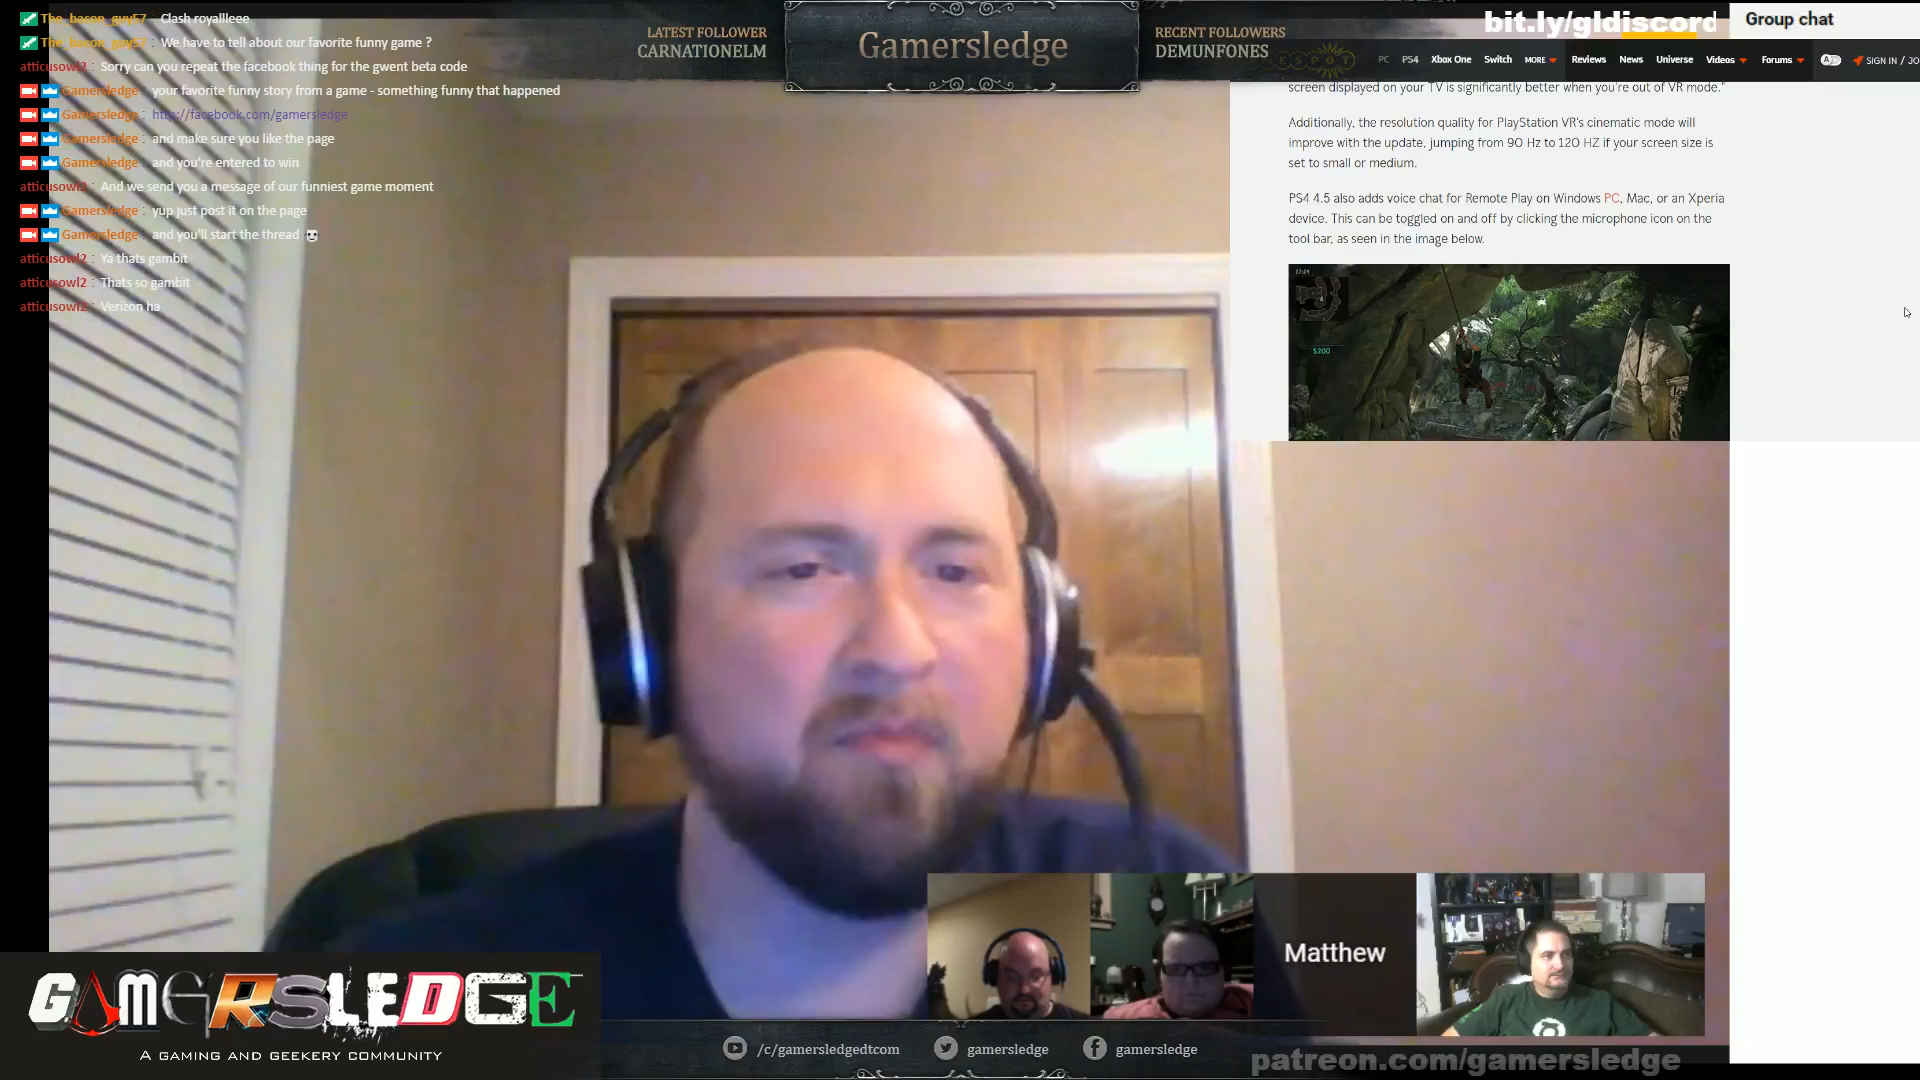 The_bacon_guy57 : Clash royallleee
The_bacon_guy57 : We have to tell about our favorite funny game ?
atticusowl2 : Sorry can you repeat the facebook thing for the gwent beta code
Gamersledge : your favorite funny story from a game - something funny that happened
Gamersledge : http://facebook.com/gamersledge
Gamersledge : and make sure you like the page
Gamersledge : and you're entered to win
atticusowl2 : And we send you a message of our funniest game moment
Gamersledge : yup just post it on the page
Gamersledge : and you'll start the thread
atticusowl2 : Ya thats gambit
atticusowl2 : Thats so gambit
atticusowl2 : Verizon ha
LATEST FOLLOWER
CARNATIONELM
Gamersledge
RECENT FOLLOWERS
DEMUNFONES
bit.ly/gldiscord
Group chat
ESPOT
PC PS4 Xbox One Switch MORE Reviews News Universe Videos Forums SIGN IN / JO
screen displayed on your TV is significantly better when you're out of VR mode."
Additionally, the resolution quality for PlayStation VR's cinematic mode will
improve with the update, jumping from 90 Hz to 120 HZ if your screen size is
set to small or medium.
PS4 4.5 also adds voice chat for Remote Play on Windows PC, Mac, or an Xperia
device. This can be toggled on and off by clicking the microphone icon on the
tool bar, as seen in the image below.
$200
Matthew
GAMERSLEDGE
A GAMING AND GEEKERY COMMUNITY
/c/gamersledgedtcom
gamersledge
gamersledge
patreon.com/gamersledge